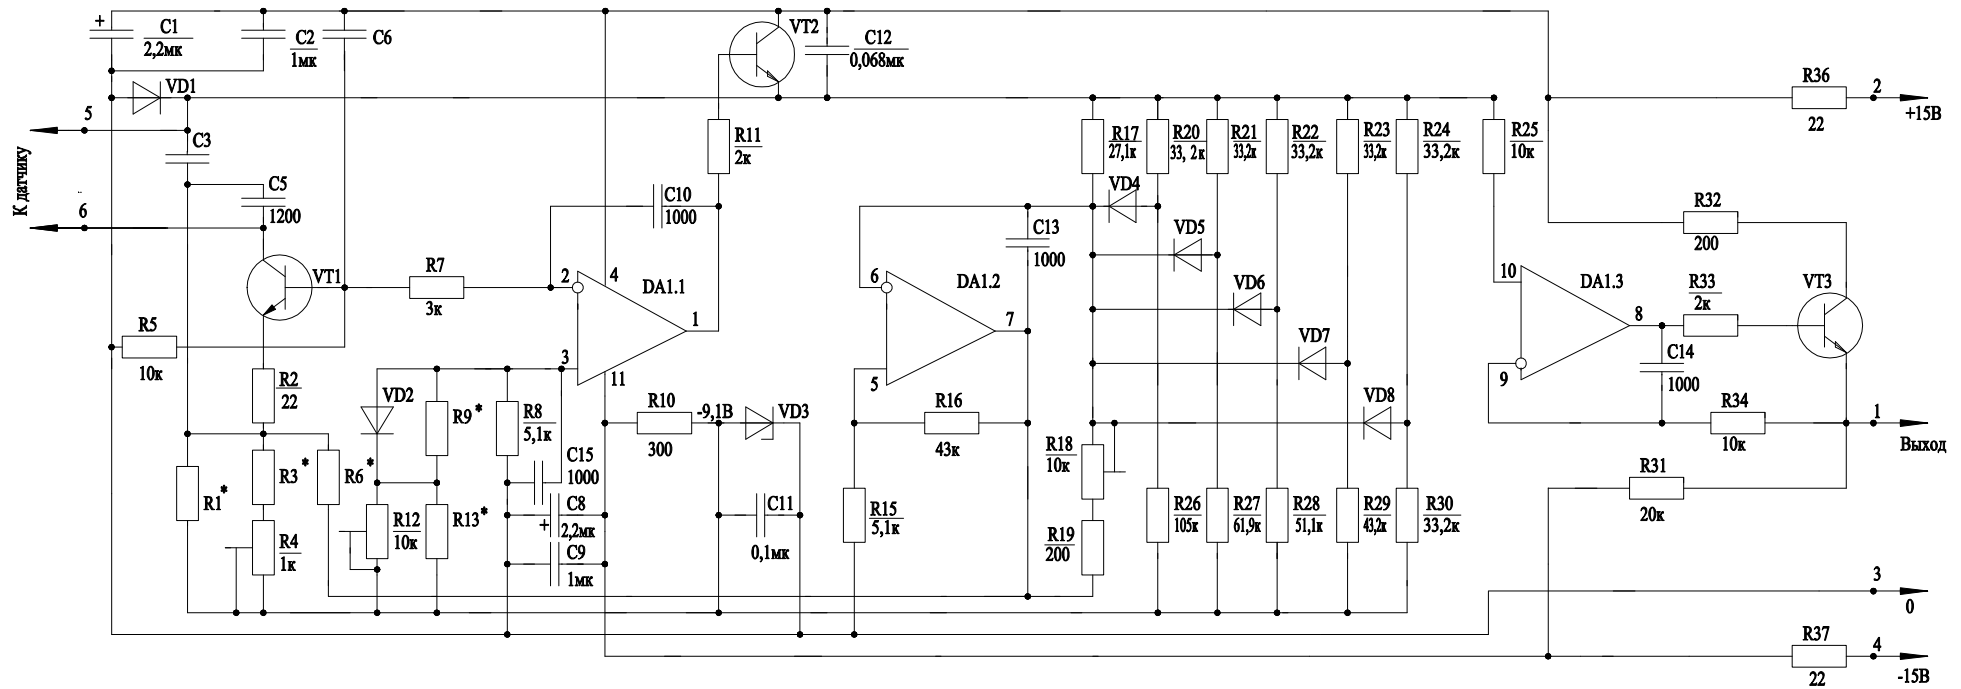 +
C1
2,2мк
C2
1мк
C6
VT2
C12
0,068мк
VD1
5
C3
К датчику
6
C5
1200
VT1
R7
3к
R11
2к
C10
1000
2
4
DA1.1
1
3
11
R5
10к
R2
22
VD2
R9*
R8
5,1к
R10
300
-9,1В
VD3
C15
1000
R1*
R3*
R6*
R4
1к
R12
10к
R13*
C8
+
2,2мк
C9
1мк
C11
0,1мк
6
DA1.2
7
5
C13
1000
R16
43к
R15
5,1к
R17
27,1к
R20
33, 2к
R21
33,2к
R22
33,2к
R23
33,2к
R24
33,2к
R25
10к
VD4
VD5
VD6
VD7
VD8
R18
10к
R19
200
R26
105к
R27
61,9к
R28
51,1к
R29
43,2к
R30
33,2к
10
DA1.3
8
9
C14
1000
R32
200
R33
2к
VT3
R34
10к
R31
20к
R36
22
2
+15В
1
Выход
3
0
R37
22
4
-15В